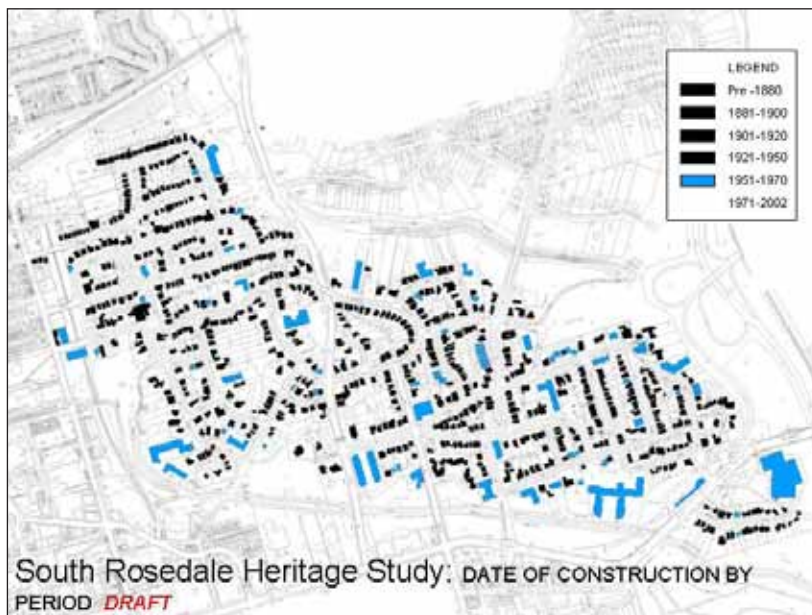 LEGEND
Pre -1880
1881-1900
1901-1920
1921-1950
1951-1970
1971-2002
South Rosedale Heritage Study: DATE OF CONSTRUCTION BY
PERIOD DRAFT